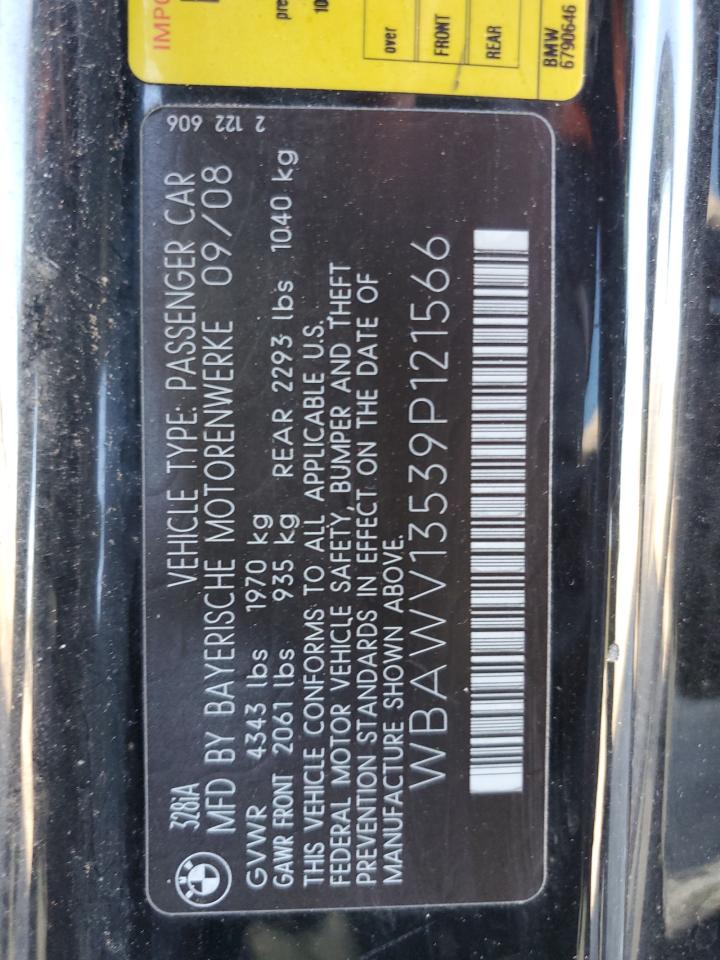 2 122 606
328iA
VEHICLE TYPE: PASSENGER CAR
MFD BY BAYERISCHE MOTORENWERKE 09/08
GVWR 4343 lbs 1970 kg
GAWR FRONT 2061 lbs 935 kg REAR 2293 lbs 1040 kg
THIS VEHICLE CONFORMS TO ALL APPLICABLE U.S.
FEDERAL MOTOR VEHICLE SAFETY, BUMPER AND THEFT
PREVENTION STANDARDS IN EFFECT ON THE DATE OF
MANUFACTURE SHOWN ABOVE.
WBAWV13539P121566
over
FRONT
REAR
BMW
6790646